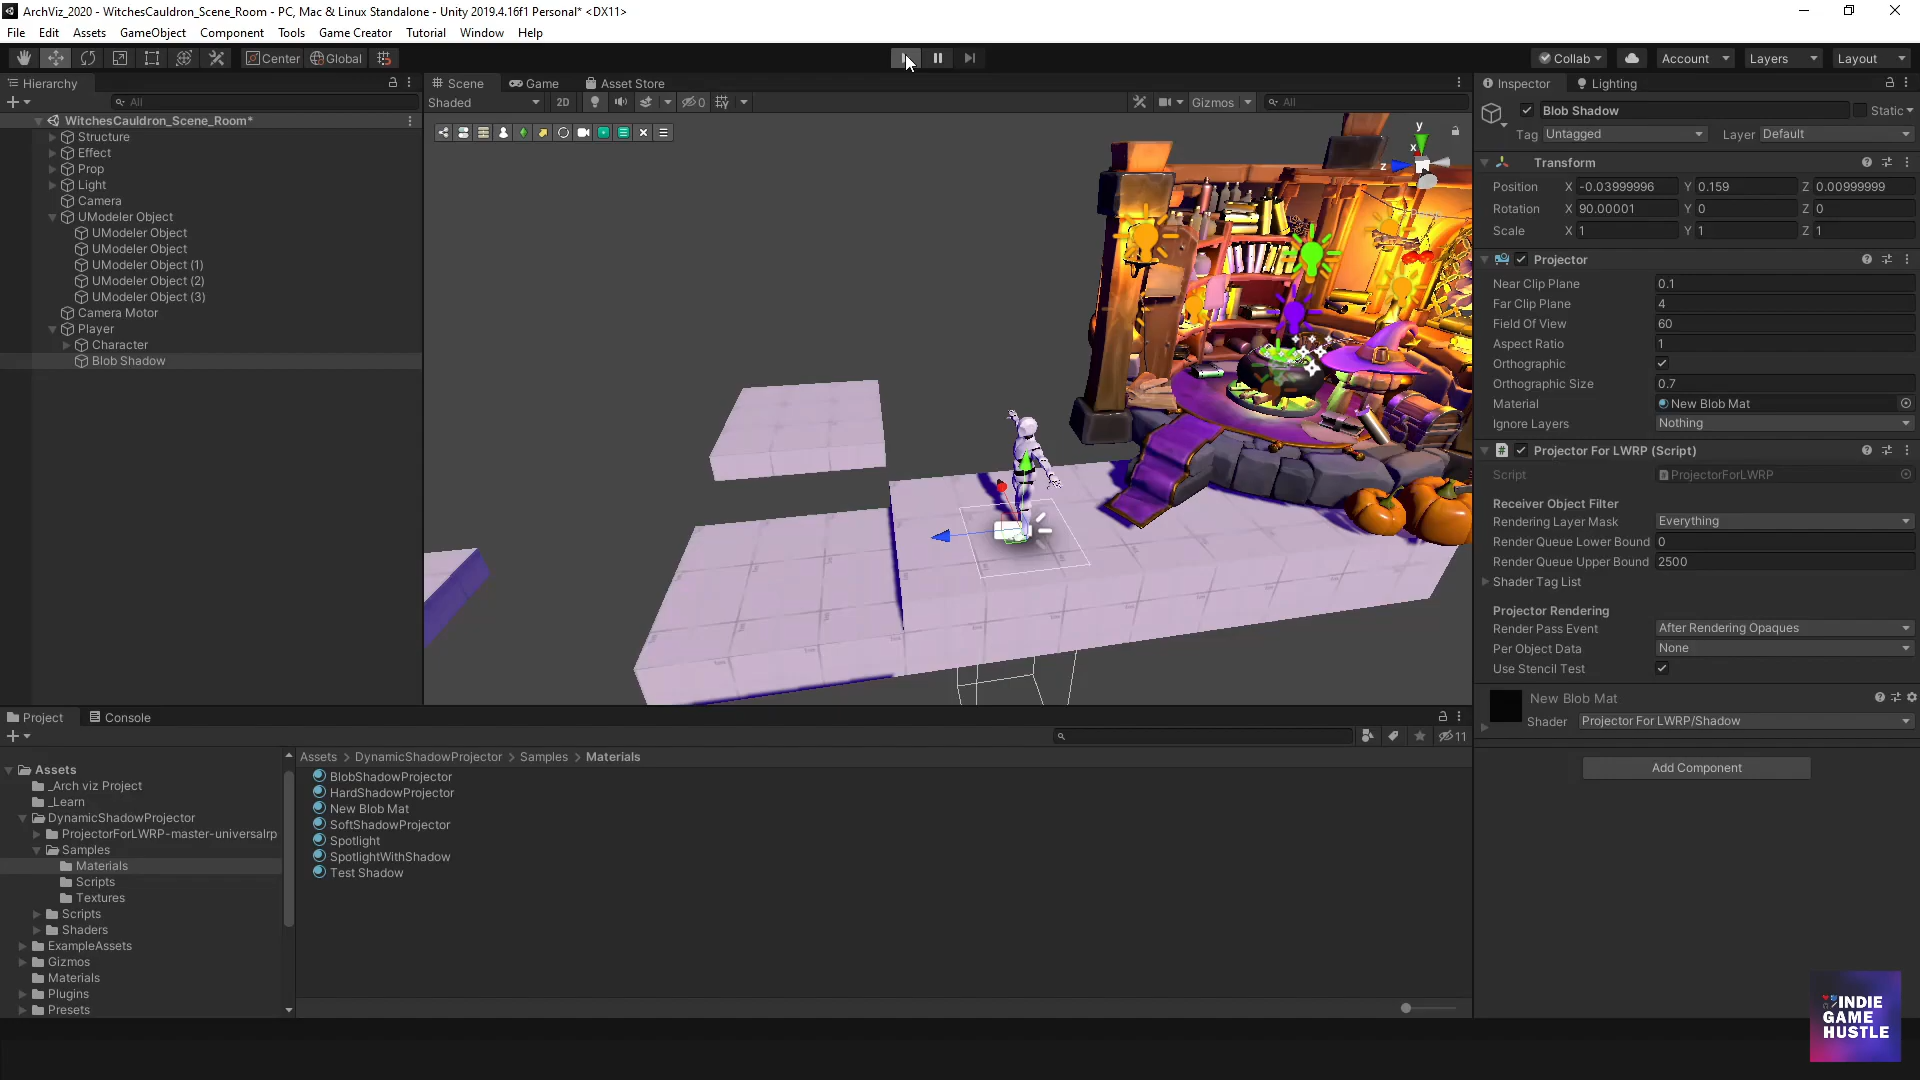 ArchViz_2020 - WitchesCauldron_Scene_Room - PC, Mac & Linux Standalone - Unity 2019.4.16f1 Personal* <DX11>
File Edit Assets GameObject Component Tools Game Creator Tutorial Window Help
Center Global Collab Account Layers Layout
Hierarchy
All
WitchesCauldron_Scene_Room*
Structure
Effect
Prop
Light
Camera
UModeler Object
UModeler Object
UModeler Object
UModeler Object (1)
UModeler Object (2)
UModeler Object (3)
Camera Motor
Player
Character
Blob Shadow
Scene Game Asset Store
Shaded 2D 0 Gizmos All
y
x
z
Inspector Lighting
Blob Shadow Static
Tag Untagged Layer Default
Transform
Position X -0.03999996 Y 0.159 Z 0.00999999
Rotation X 90.00001 Y 0 Z 0
Scale X 1 Y 1 Z 1
Projector
Near Clip Plane 0.1
Far Clip Plane 4
Field Of View 60
Aspect Ratio 1
Orthographic
Orthographic Size 0.7
Material New Blob Mat
Ignore Layers Nothing
Projector For LWRP (Script)
Script ProjectorForLWRP
Receiver Object Filter
Rendering Layer Mask Everything
Render Queue Lower Bound 0
Render Queue Upper Bound 2500
Shader Tag List
Projector Rendering
Render Pass Event After Rendering Opaques
Per Object Data None
Use Stencil Test
New Blob Mat
Shader Projector For LWRP/Shadow
Add Component
Project Console
11
Assets
_Arch viz Project
_Learn
DynamicShadowProjector
ProjectorForLWRP-master-universalrp
Samples
Materials
Scripts
Textures
Scripts
Shaders
ExampleAssets
Gizmos
Materials
Plugins
Presets
Assets > DynamicShadowProjector > Samples > Materials
BlobShadowProjector
HardShadowProjector
New Blob Mat
SoftShadowProjector
Spotlight
SpotlightWithShadow
Test Shadow
INDIE
GAME
HUSTLE